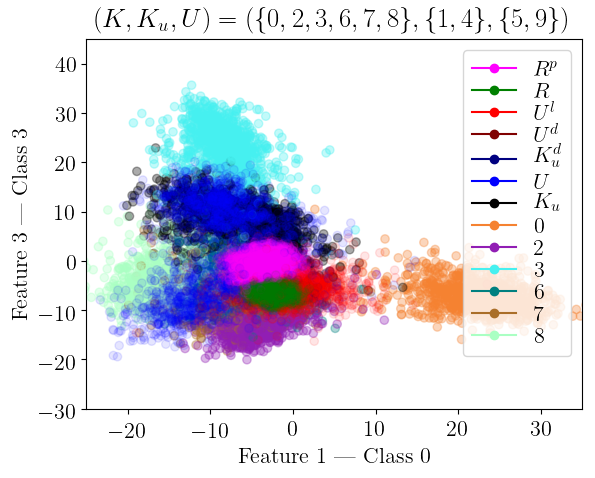 (K, K_u, U) = ({0, 2, 3, 6, 7, 8}, {1, 4}, {5, 9})
Feature 3 — Class 3
40
30
20
10
0
−10
−20
−30
R^p
R
U^l
U^d
K_u^d
U
K_u
0
2
3
6
7
8
−20 −10 0 10 20 30
Feature 1 — Class 0